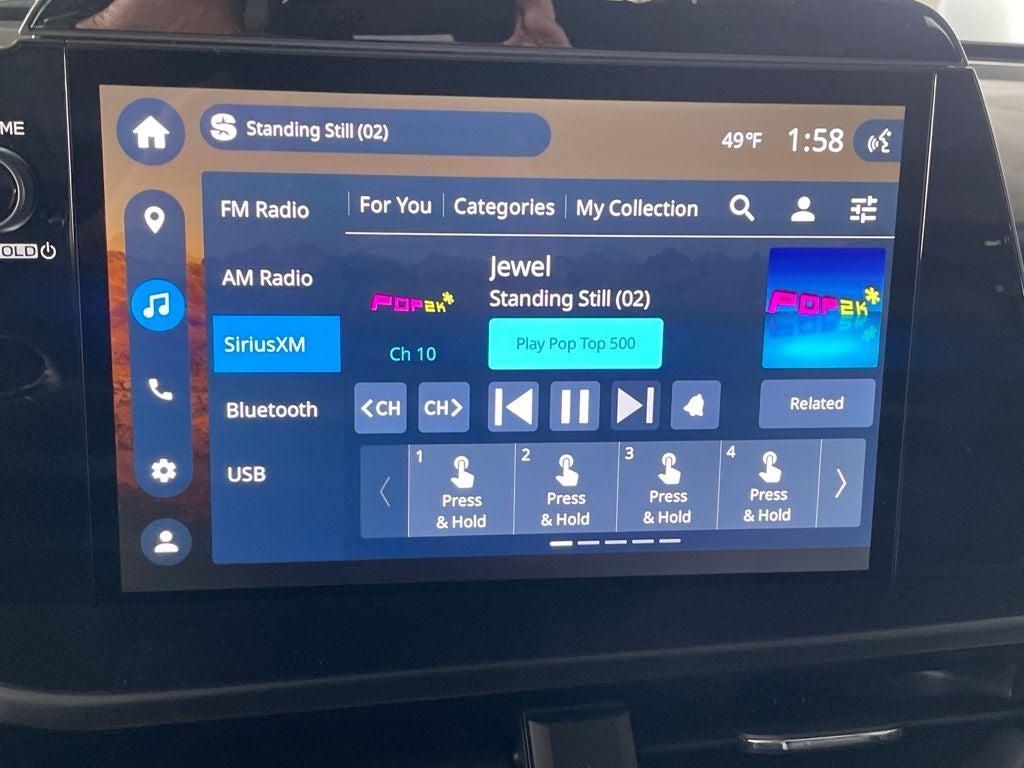 ME
OLD
Standing Still (02)
49°F
1:58
FM Radio
AM Radio
SiriusXM
Bluetooth
USB
For You
Categories
My Collection
POP2K*
Ch 10
Jewel
Standing Still (02)
Play Pop Top 500
POP2K*
<CH
CH>
Related
1
Press
& Hold
2
Press
& Hold
3
Press
& Hold
4
Press
& Hold